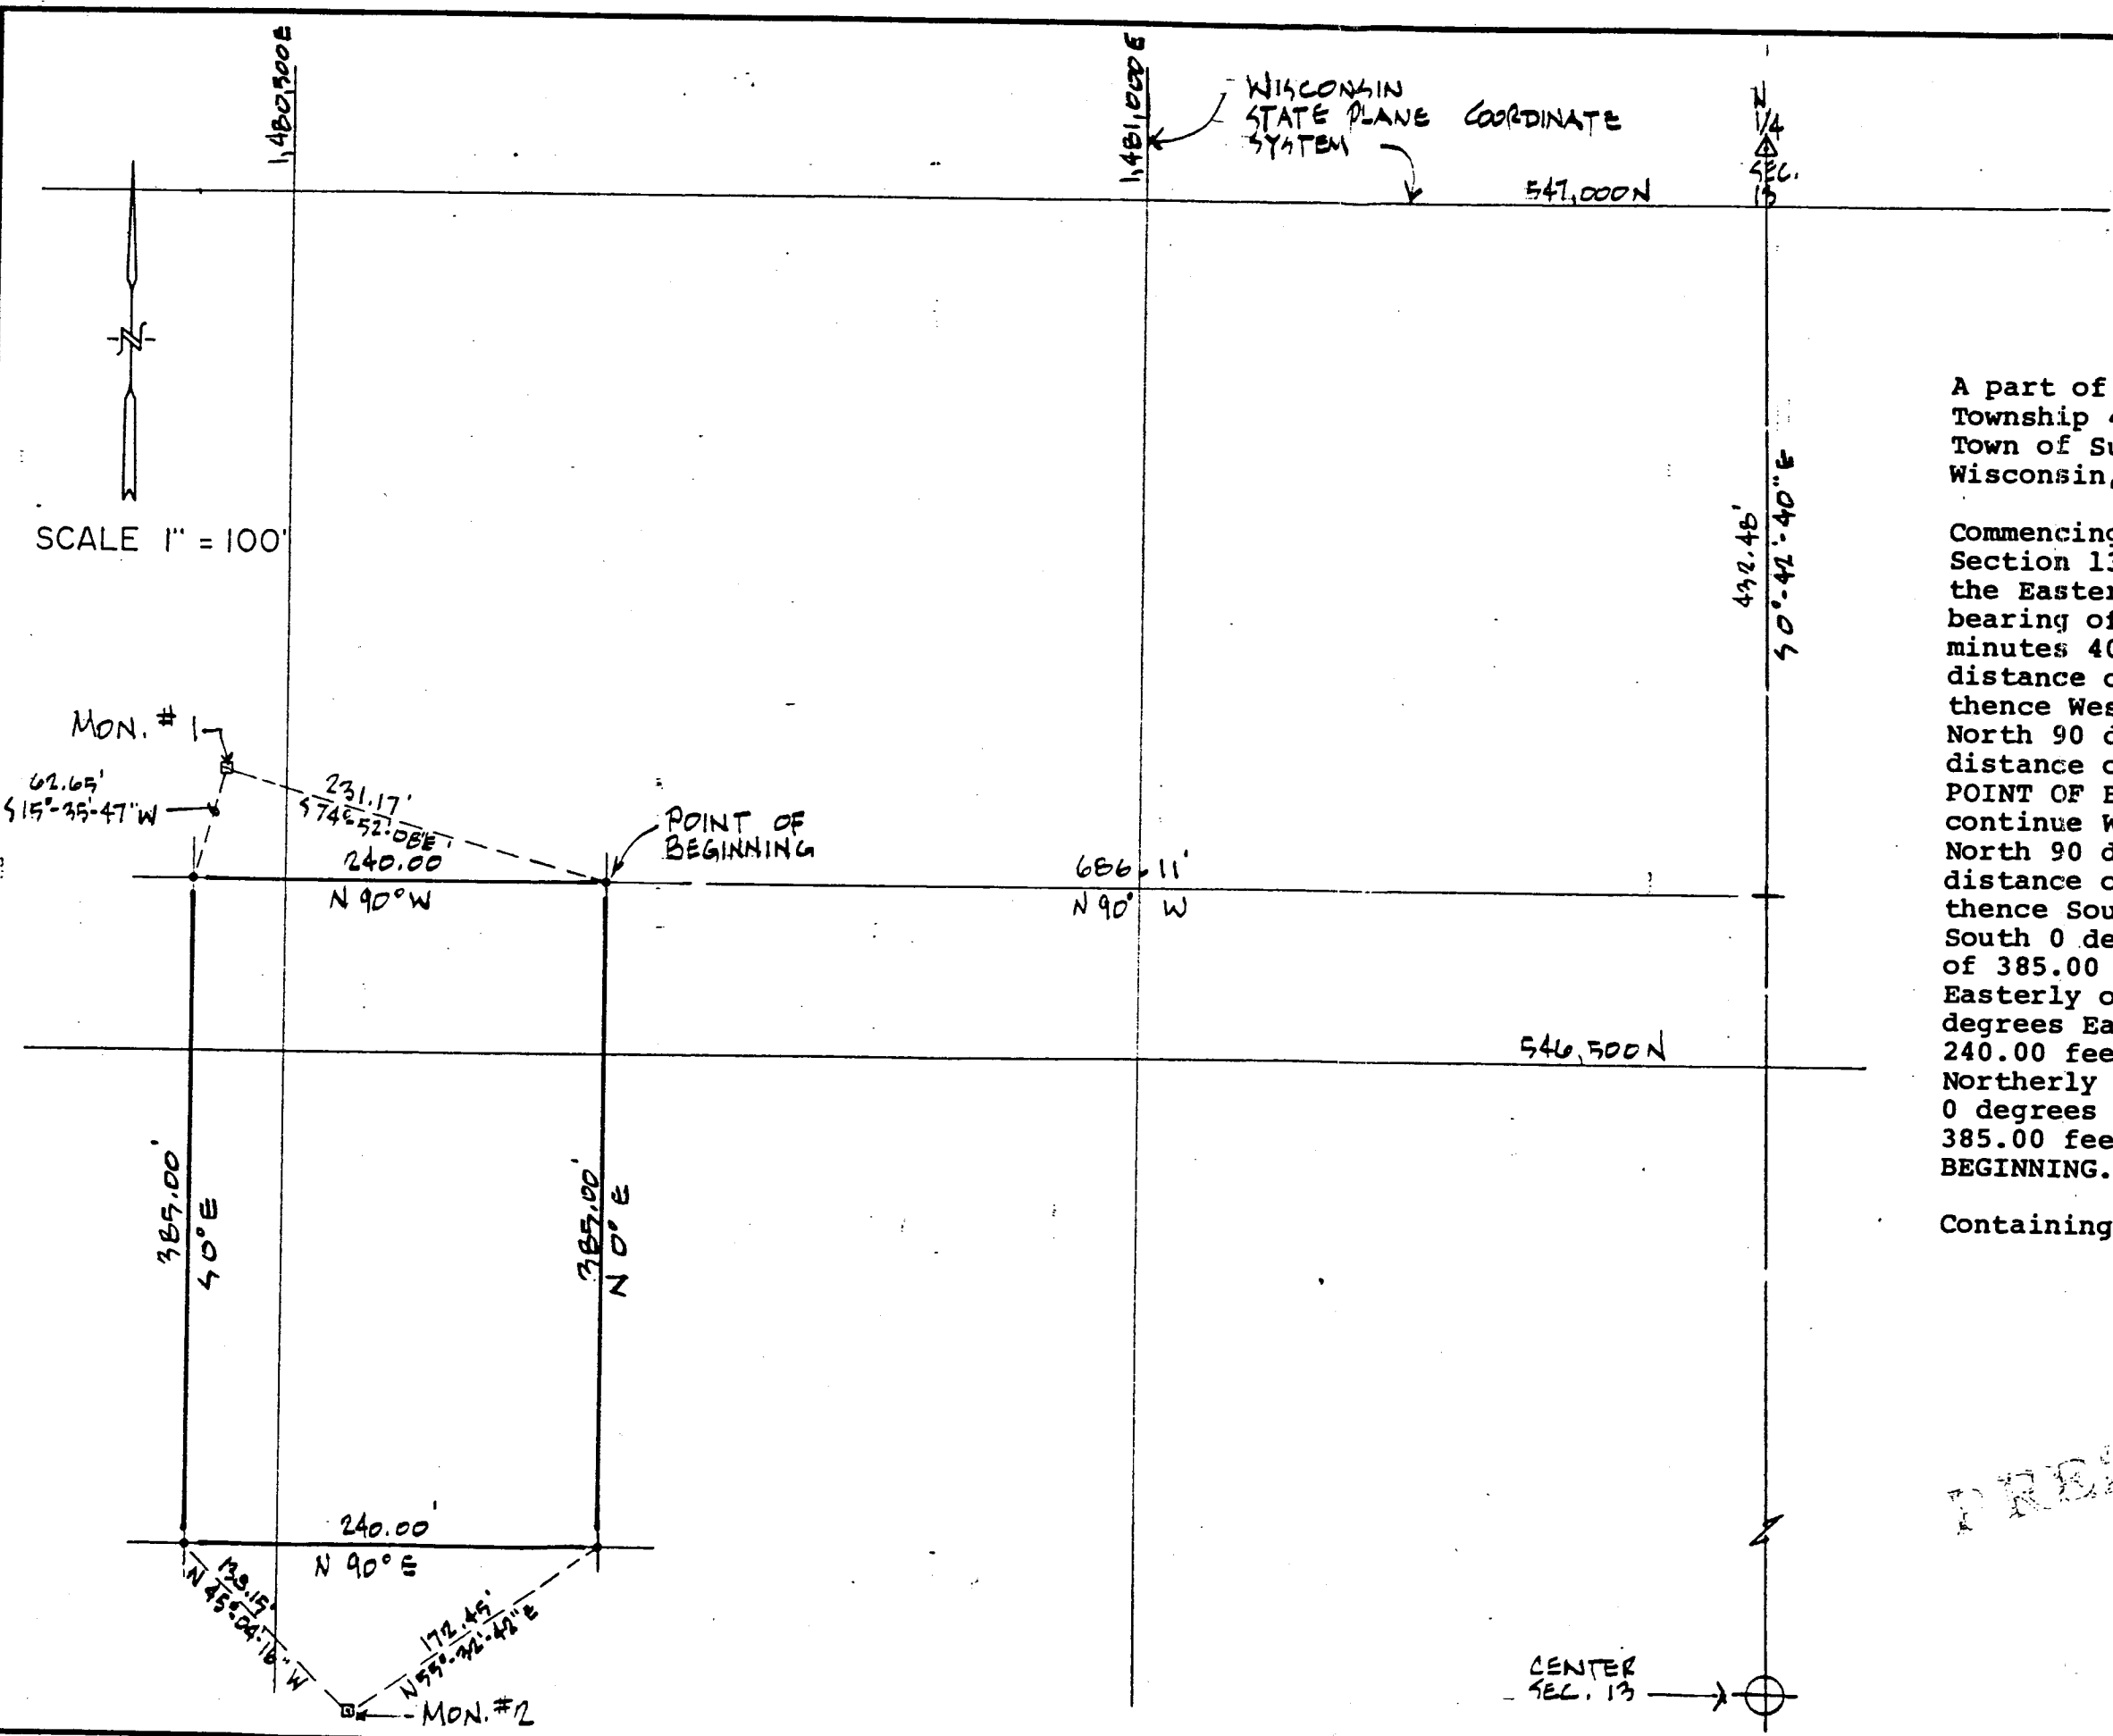 1,480,500E
1,481,000 E
WISCONSIN
STATE PLANE COORDINATE
SYSTEM
547,000N
N
1/4
SEC.
13
N
SCALE 1" = 100'
432.48'
S 0°-42'-40" E
MON. # 1
62.65'
S 15°-35'-47" W
231.17'
S 74°-52'-08" E
240.00
N 90° W
POINT OF
BEGINNING
686.11'
N 90° W
546,500N
385.00'
S 0° E
385.00'
N 0° E
240.00'
N 90° E
N 45°-04'-16" W
172.45'
N 55°-32'-42" E
MON. #2
CENTER
SEC. 13
A part of
Township
Town of Su
Wisconsin,
Commencing
Section 13
the Easter
bearing of
minutes 40
distance o
thence Wes
North 90 d
distance o
POINT OF B
continue W
North 90 d
distance o
thence Sou
South 0 de
of 385.00
Easterly o
degrees Ea
240.00 fee
Northerly
0 degrees
385.00 fee
BEGINNING.
Containing
PRE